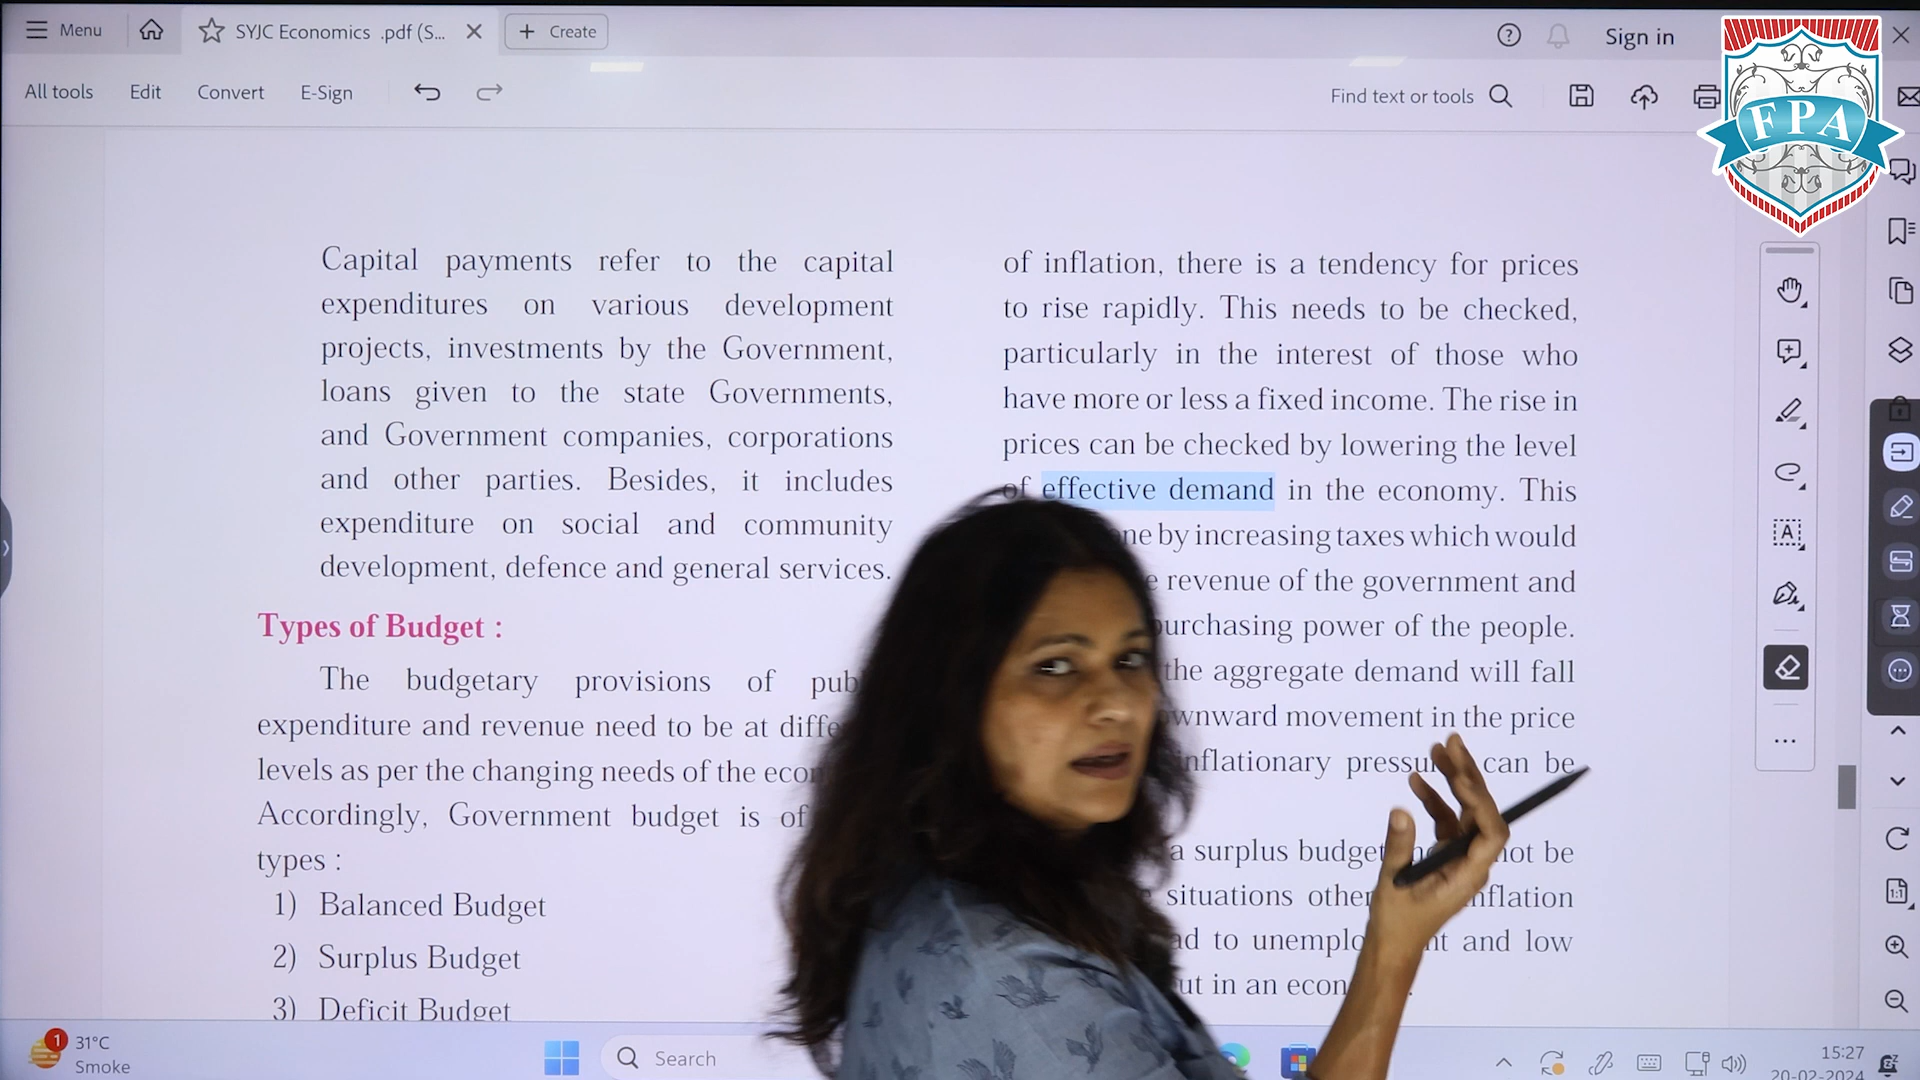 Menu
SYJC Economics .pdf (S...
Create
Sign in
All tools
Edit
Convert
E-Sign
Find text or tools
FPA
Capital payments refer to the capital
expenditures on various development
projects, investments by the Government,
loans given to the state Governments,
and Government companies, corporations
and other parties. Besides, it includes
expenditure on social and community
development, defence and general services.
Types of Budget :
The budgetary provisions of pub
expenditure and revenue need to be at diffe
levels as per the changing needs of the econ
Accordingly, Government budget is of
types :
1) Balanced Budget
2) Surplus Budget
3) Deficit Budget
of inflation, there is a tendency for prices
to rise rapidly. This needs to be checked,
particularly in the interest of those who
have more or less a fixed income. The rise in
prices can be checked by lowering the level
of effective demand in the economy. This
ne by increasing taxes which would
revenue of the government and
purchasing power of the people.
the aggregate demand will fall
ownward movement in the price
inflationary pressur can be
a surplus budget not be
situations other inflation
ad to unemplo nt and low
ut in an econ
1
31°C
Smoke
Search
15:27
20-02-2024